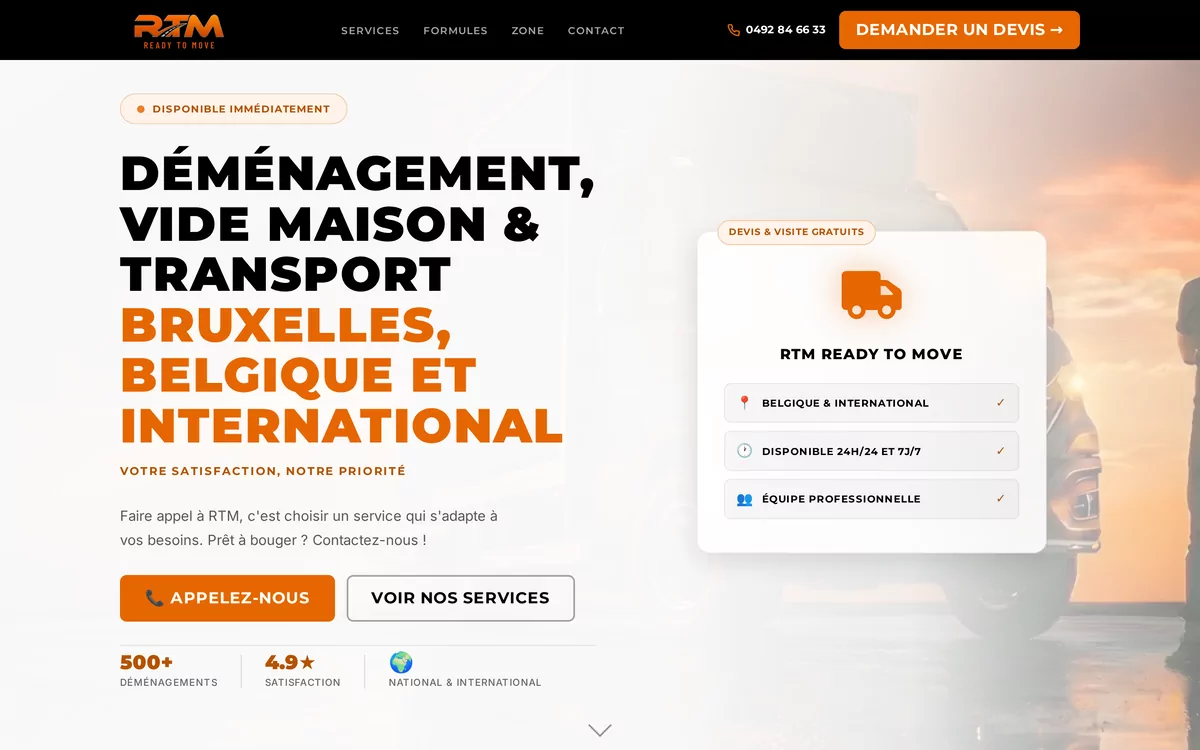 RTM
READY TO MOVE
SERVICES
FORMULES
ZONE
CONTACT
0492 84 66 33
DEMANDER UN DEVIS →
DISPONIBLE IMMÉDIATEMENT
DÉMÉNAGEMENT,
VIDE MAISON &
TRANSPORT
BRUXELLES,
BELGIQUE ET
INTERNATIONAL
VOTRE SATISFACTION, NOTRE PRIORITÉ
Faire appel à RTM, c'est choisir un service qui s'adapte à
vos besoins. Prêt à bouger ? Contactez-nous !
📞 APPELEZ-NOUS
VOIR NOS SERVICES
500+
DÉMÉNAGEMENTS
4.9★
SATISFACTION
🌍
NATIONAL & INTERNATIONAL
DEVIS & VISITE GRATUITS
RTM READY TO MOVE
📍 BELGIQUE & INTERNATIONAL ✓
🕐 DISPONIBLE 24H/24 ET 7J/7 ✓
👥 ÉQUIPE PROFESSIONNELLE ✓